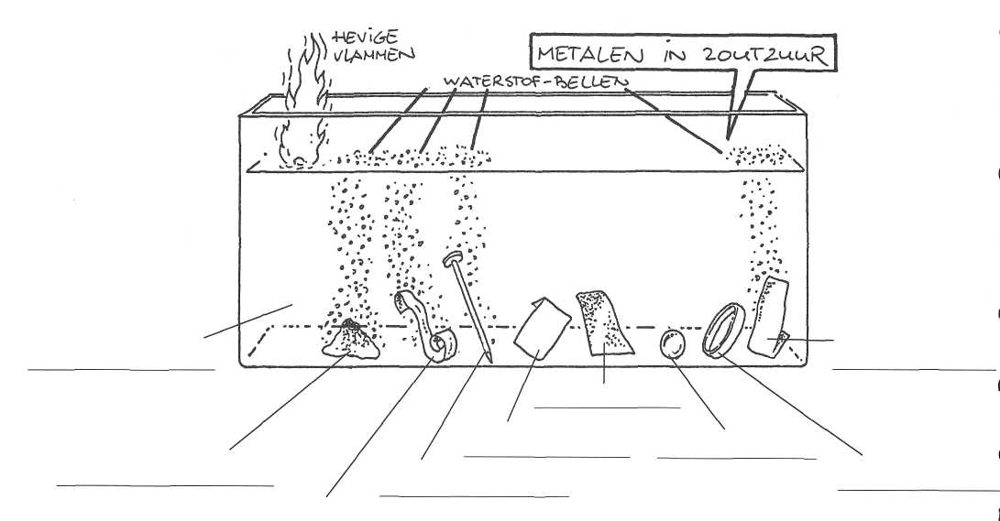 HEVIGE
VLAMMEN
METALEN IN ZOUTZUUR
WATERSTOF-BELLEN